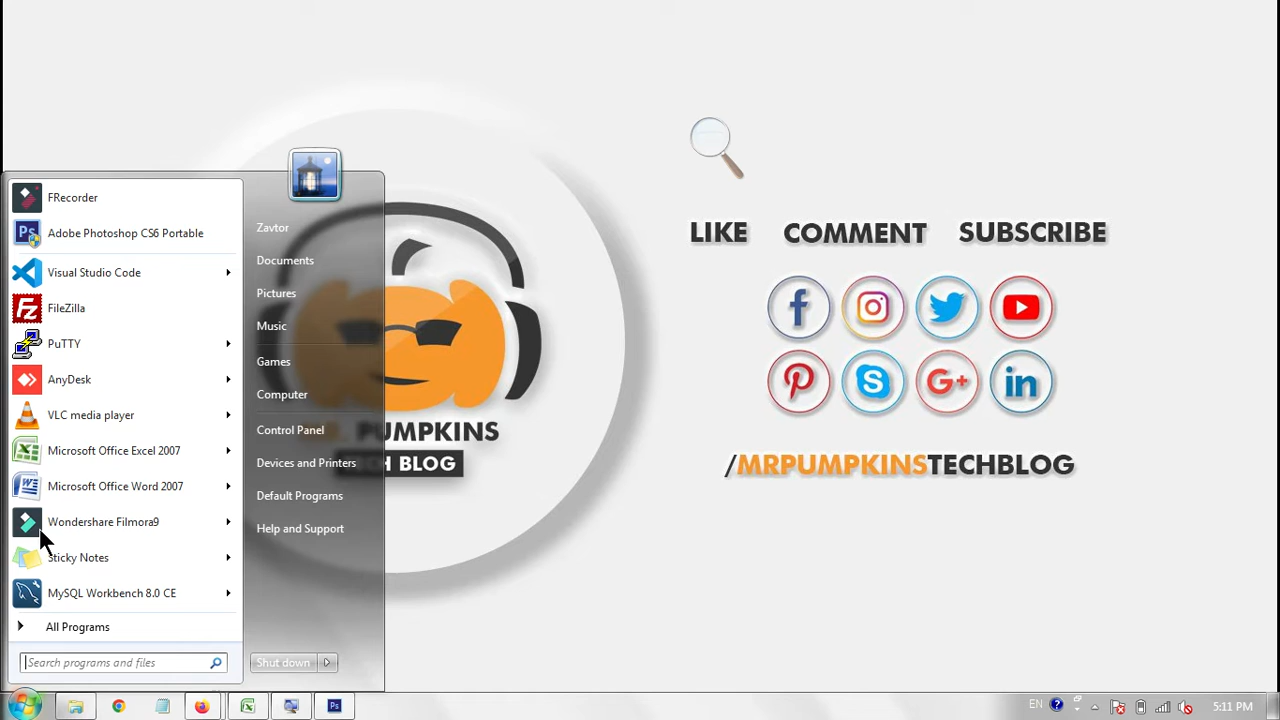 FRecorder
Adobe Photoshop CS6 Portable
Visual Studio Code
FileZilla
PuTTY
AnyDesk
VLC media player
Microsoft Office Excel 2007
Microsoft Office Word 2007
Wondershare Filmora9
Sticky Notes
MySQL Workbench 8.0 CE
All Programs
Search programs and files
Zavtor
Documents
Pictures
Music
Games
Computer
Control Panel
Devices and Printers
Default Programs
Help and Support
Shut down
PUMPKINS
TECH BLOG
LIKE COMMENT SUBSCRIBE
/MRPUMPKINSTECHBLOG
EN
5:11 PM